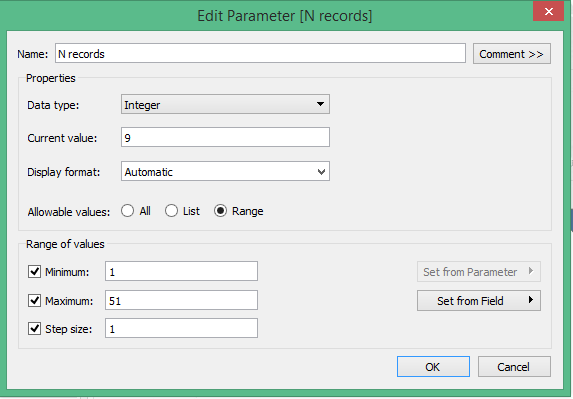 Edit Parameter [N records]
Name: N records Comment >>
Properties
Data type: Integer
Current value: 9
Display format: Automatic
Allowable values: All List Range
Range of values
Minimum: 1 Set from Parameter
Maximum: 51 Set from Field
Step size: 1
OK Cancel